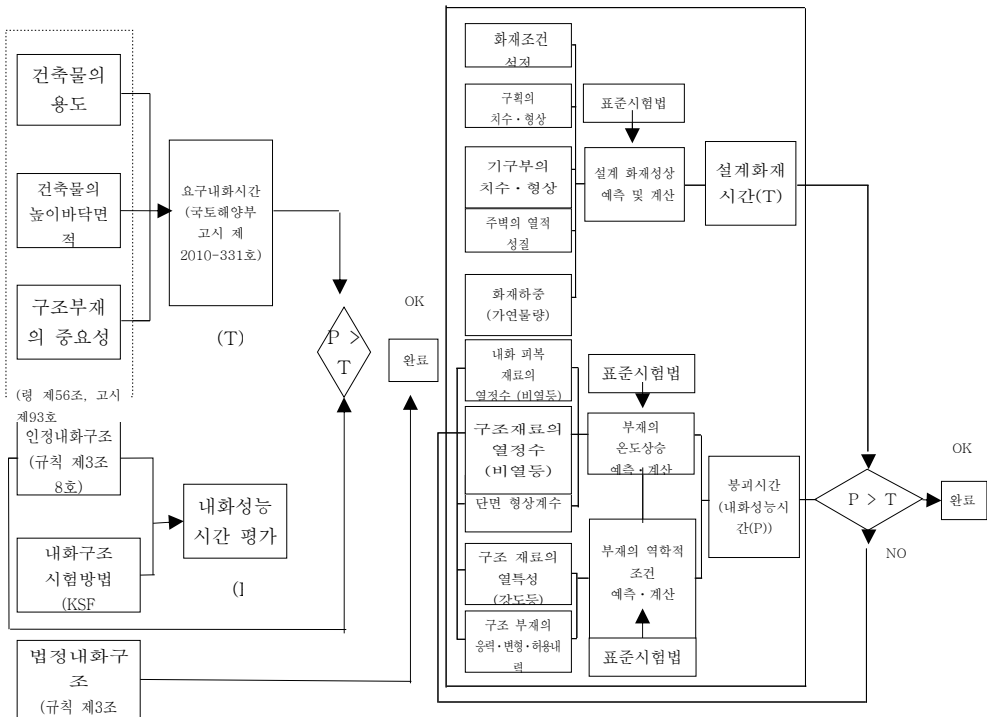 건축물의
용도
건축물의
높이바닥면
적
구조부재
의 중요성
(령 제56조, 고시
제93호
요구내화시간
(국토해양부
고시 제
2010-331호)
(T)
P >
T
OK
완료
인정내화구조
(규칙 제3조
8호)
내화구조
시험방법
(KSF
내화성능
시간 평가
법정내화구
조
(규칙 제3조
화재조건
설정
구획의
치수·형상
기구부의
치수·형상
주벽의 열적
성질
화재하중
(가연물량)
표준시험법
설계 화재성상
예측 및 계산
설계화재
시간(T)
내화 피복
재료의
열정수 (비열등)
구조재료의
열정수
(비열등)
단면 형상계수
표준시험법
부재의
온도상승
예측·계산
구조 재료의
열특성
(강도등)
구조 부재의
응력·변형·허용내
력
부재의 역학적
조건
예측·계산
표준시험법
붕괴시간
(내화성능시
간(P))
P > T
OK
완료
NO